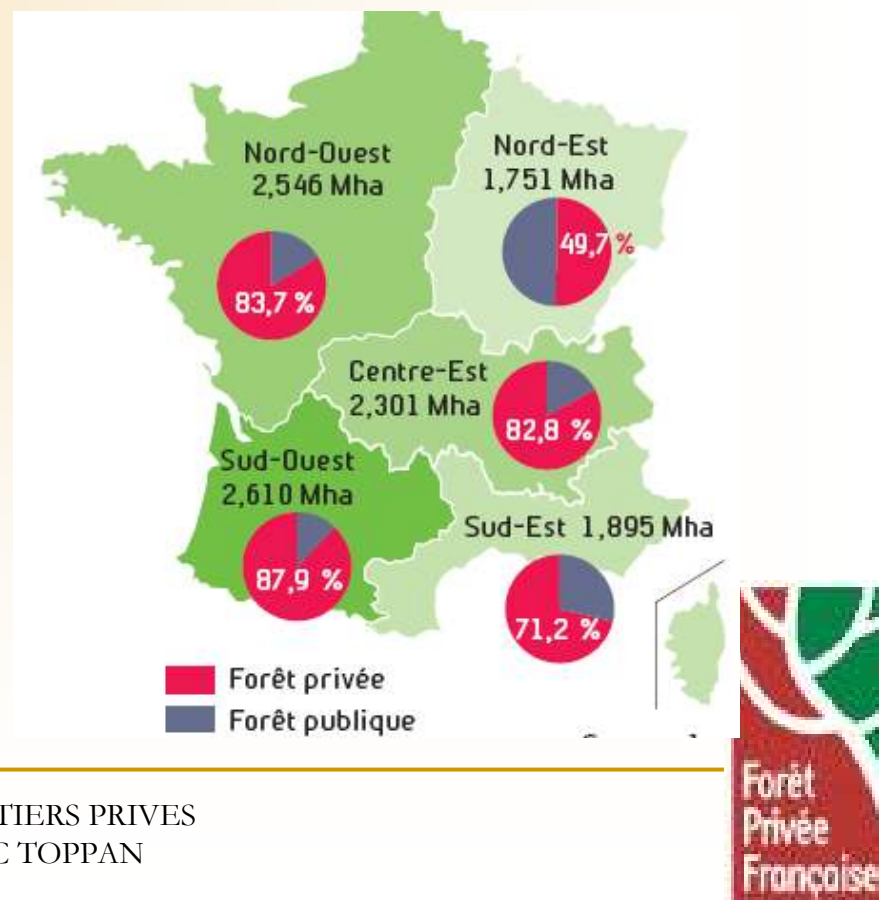 Nord-Ouest
2,546 Mha
83,7 %
Nord-Est
1,751 Mha
49,7 %
Centre-Est
2,301 Mha
82,8 %
Sud-Ouest
2,610 Mha
87,9 %
Sud-Est 1,895 Mha
71,2 %
Forêt privée
Forêt publique
TIERS PRIVES
TOPPAN
Forêt
Privée
Française